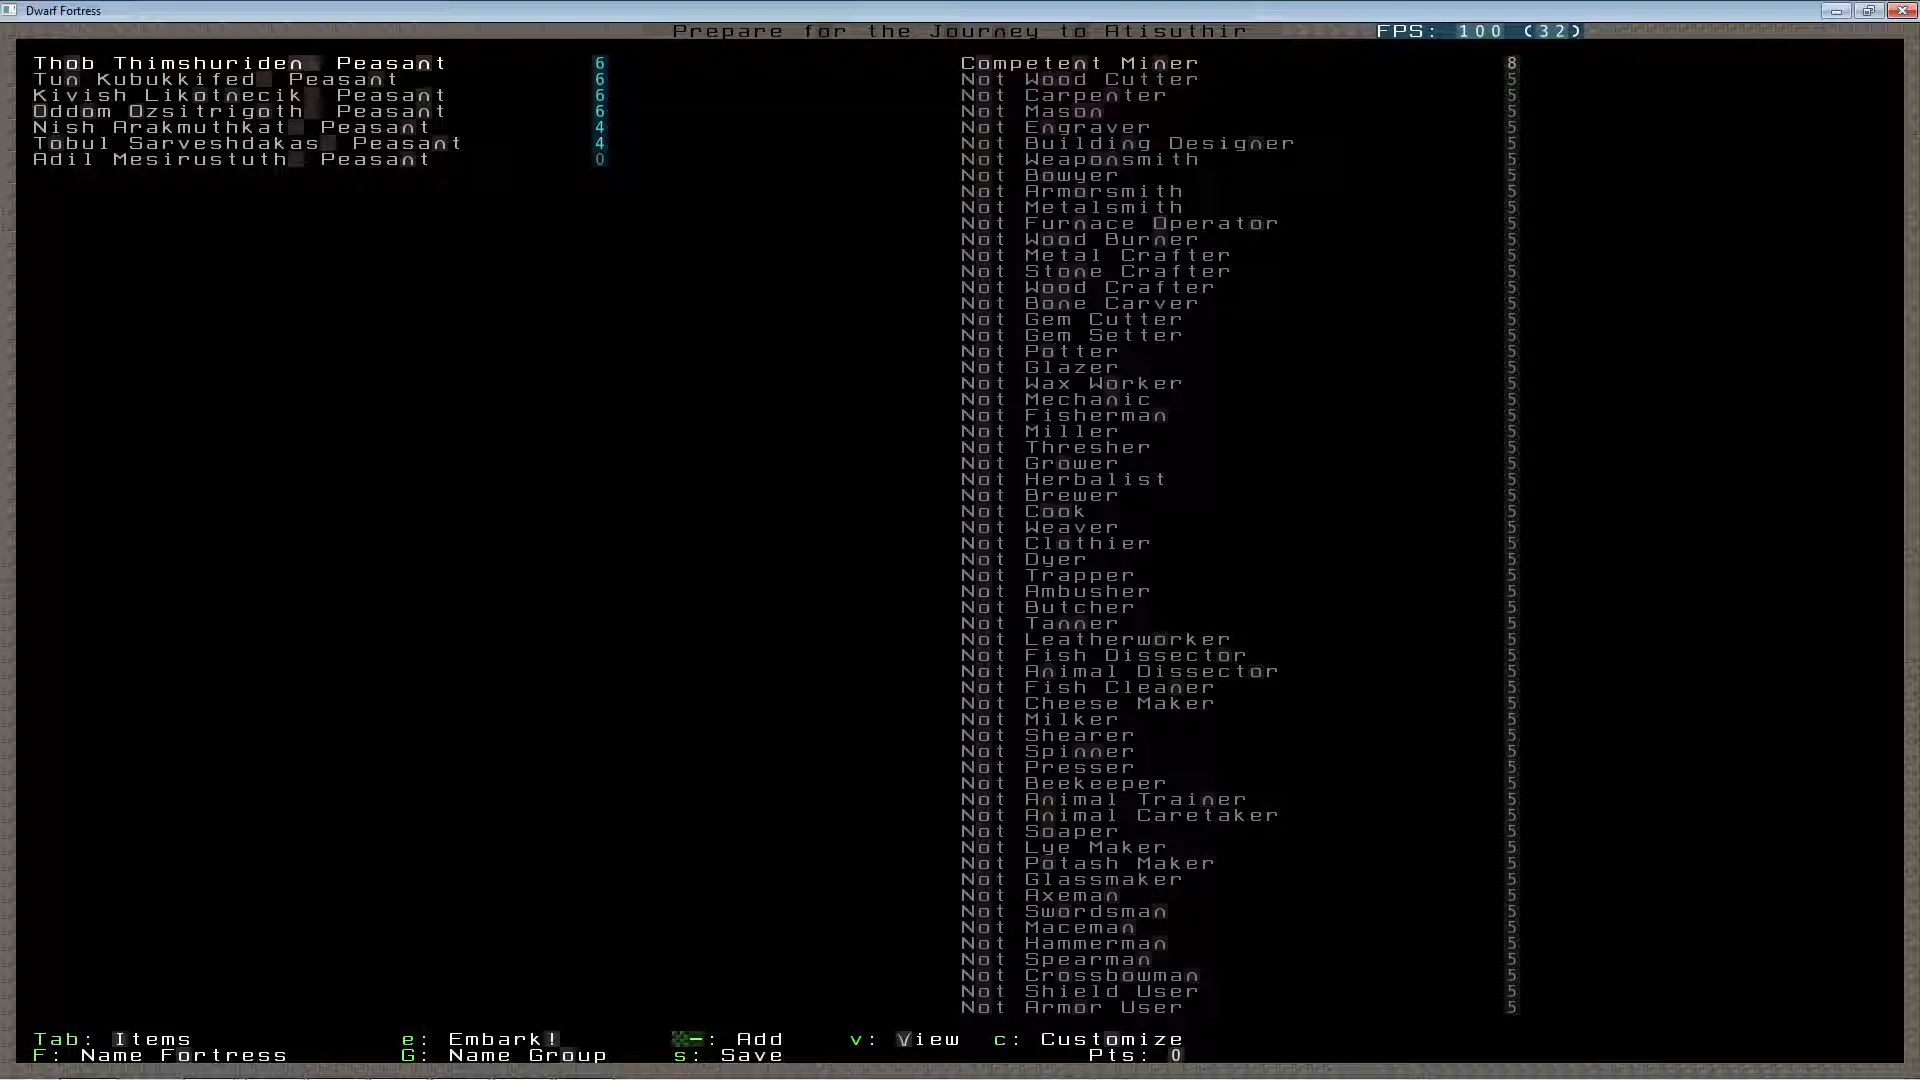 Dwarf Fortress
Prepare for the Journey to Atisuthir FPS: 100 (32)
Thob Thimshuriden Peasant 6
Tun Kubukkifed Peasant 6
Kivish Likotnecik Peasant 6
Oddom Ozsitrigoth Peasant 6
Nish Arakmuthkat Peasant 4
Tobul Sarveshdakas Peasant 4
Adil Mesirustuth Peasant 0
Competent Miner 8
Not Wood Cutter 5
Not Carpenter 5
Not Mason 5
Not Engraver 5
Not Building Designer 5
Not Weaponsmith 5
Not Bowyer 5
Not Armorsmith 5
Not Metalsmith 5
Not Furnace Operator 5
Not Wood Burner 5
Not Metal Crafter 5
Not Stone Crafter 5
Not Wood Crafter 5
Not Bone Carver 5
Not Gem Cutter 5
Not Gem Setter 5
Not Potter 5
Not Glazer 5
Not Wax Worker 5
Not Mechanic 5
Not Fisherman 5
Not Miller 5
Not Thresher 5
Not Grower 5
Not Herbalist 5
Not Brewer 5
Not Cook 5
Not Weaver 5
Not Clothier 5
Not Dyer 5
Not Trapper 5
Not Ambusher 5
Not Butcher 5
Not Tanner 5
Not Leatherworker 5
Not Fish Dissector 5
Not Animal Dissector 5
Not Fish Cleaner 5
Not Cheese Maker 5
Not Milker 5
Not Shearer 5
Not Spinner 5
Not Presser 5
Not Beekeeper 5
Not Animal Trainer 5
Not Animal Caretaker 5
Not Soaper 5
Not Lye Maker 5
Not Potash Maker 5
Not Glassmaker 5
Not Axeman 5
Not Swordsman 5
Not Maceman 5
Not Hammerman 5
Not Spearman 5
Not Crossbowman 5
Not Shield User 5
Not Armor User 5
Tab: Items e: Embark! -: Add v: View c: Customize
F: Name Fortress G: Name Group s: Save Pts: 0